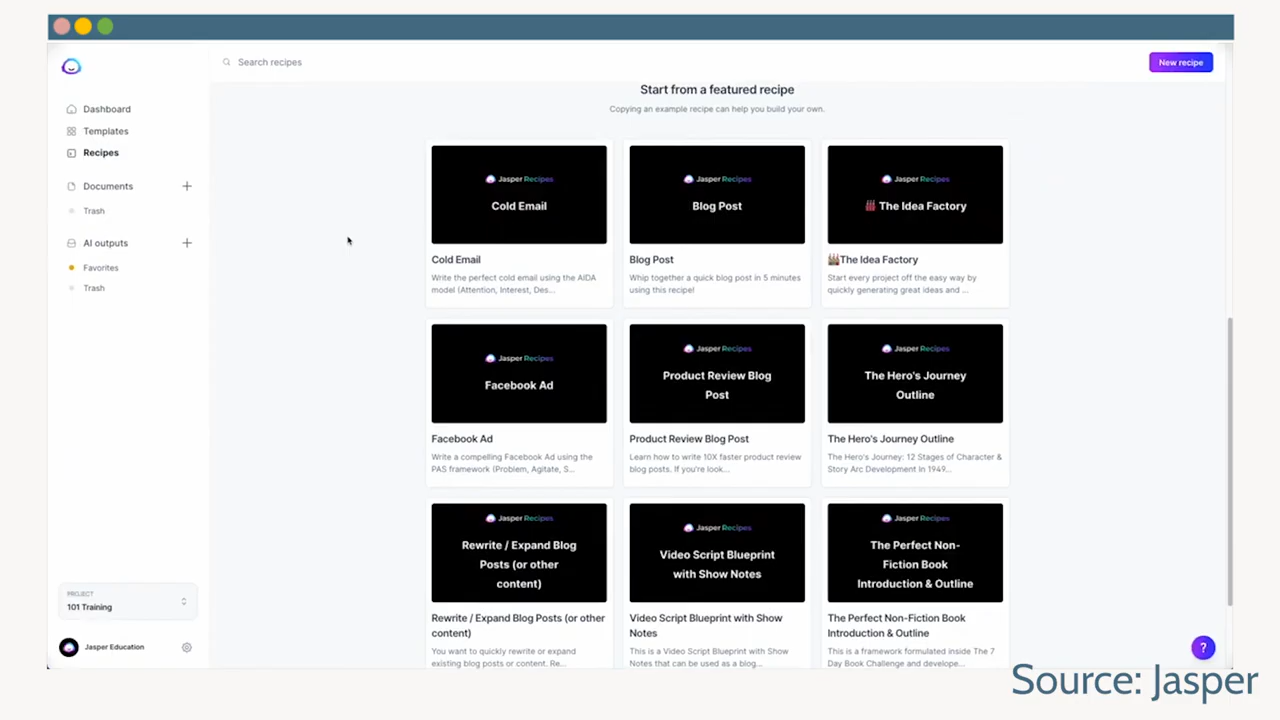 Search recipes
New recipe
Dashboard
Templates
Recipes
Documents
Trash
AI outputs
Favorites
Trash
PROJECT
101 Training
Jasper Education
Start from a featured recipe
Copying an example recipe can help you build your own.
Jasper Recipes
Cold Email
Cold Email
Write the perfect cold email using the AIDA
model (Attention, Interest, Des...
Jasper Recipes
Blog Post
Blog Post
Whip together a quick blog post in 5 minutes
using this recipe!
Jasper Recipes
The Idea Factory
The Idea Factory
Start every project off the easy way by
quickly generating great ideas and ...
Jasper Recipes
Facebook Ad
Facebook Ad
Write a compelling Facebook Ad using the
PAS framework (Problem, Agitate, S...
Jasper Recipes
Product Review Blog
Post
Product Review Blog Post
Learn how to write 10X faster product review
blog posts. If you're look...
Jasper Recipes
The Hero's Journey
Outline
The Hero's Journey Outline
The Hero's Journey: 12 Stages of Character &
Story Arc Development In 1949...
Jasper Recipes
Rewrite / Expand Blog
Posts (or other
content)
Rewrite / Expand Blog Posts (or other
content)
You want to quickly rewrite or expand
existing blog posts or content. Re...
Jasper Recipes
Video Script Blueprint
with Show Notes
Video Script Blueprint with Show
Notes
This is a Video Script Blueprint with Show
Notes that can be used as a blog...
Jasper Recipes
The Perfect Non-
Fiction Book
Introduction & Outline
The Perfect Non-Fiction Book
Introduction & Outline
This is a framework formulated inside The 7
Day Book Challenge and develope...
?
Source: Jasper